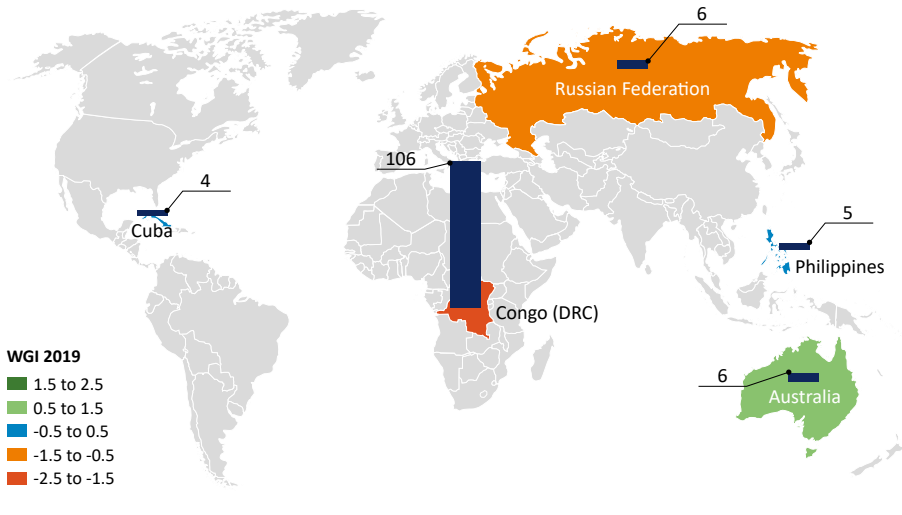 6
Russian Federation
106
4
Cuba
5
Philippines
Congo (DRC)
6
Australia
WGI 2019
1.5 to 2.5
0.5 to 1.5
-0.5 to 0.5
-1.5 to -0.5
-2.5 to -1.5